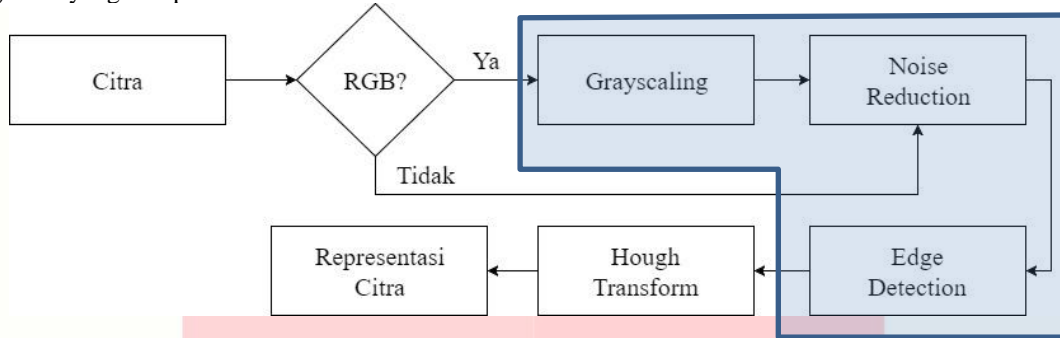 Citra
RGB?
Ya
Grayscaling
Noise
Reduction
Tidak
Representasi
Citra
Hough
Transform
Edge
Detection